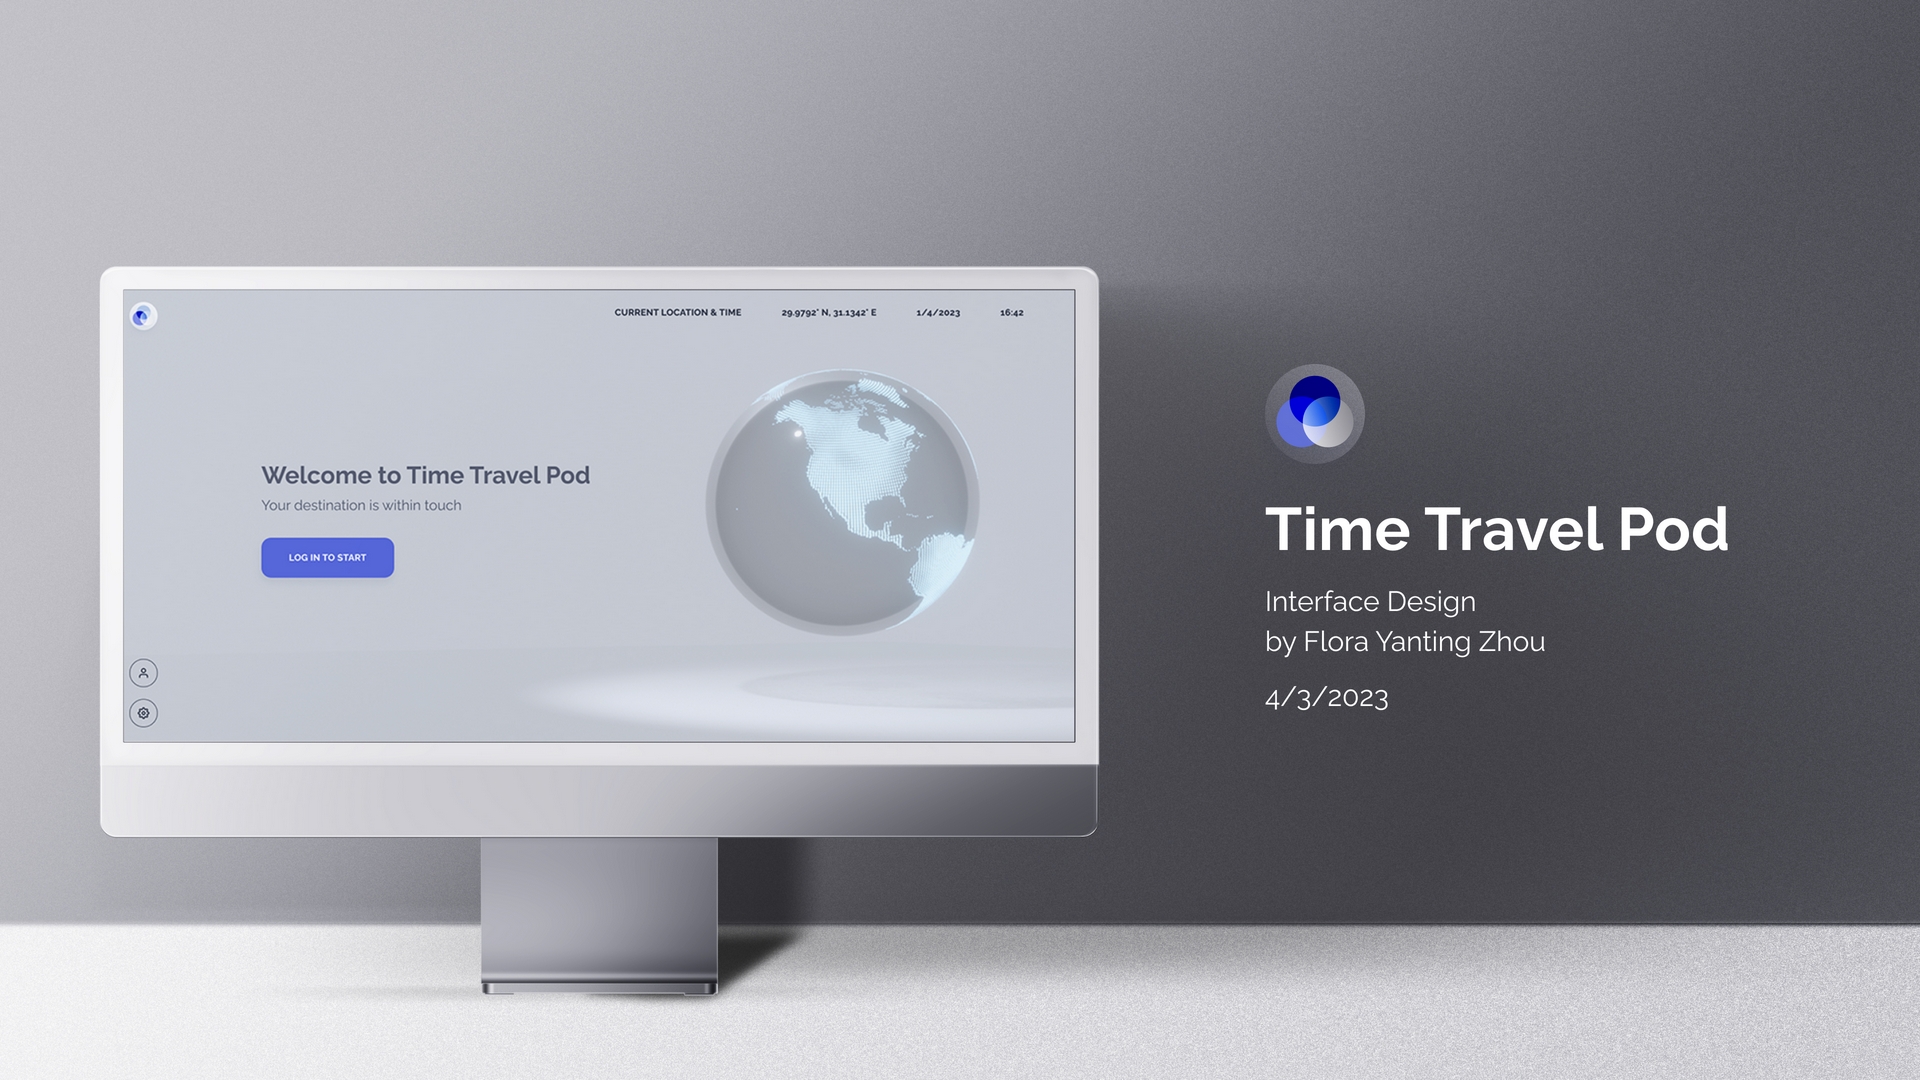 CURRENT LOCATION & TIME 29.9792° N, 31.1342° E 1/4/2023 16:42
Welcome to Time Travel Pod
Your destination is within touch
LOG IN TO START
Time Travel Pod
Interface Design
by Flora Yanting Zhou
4/3/2023